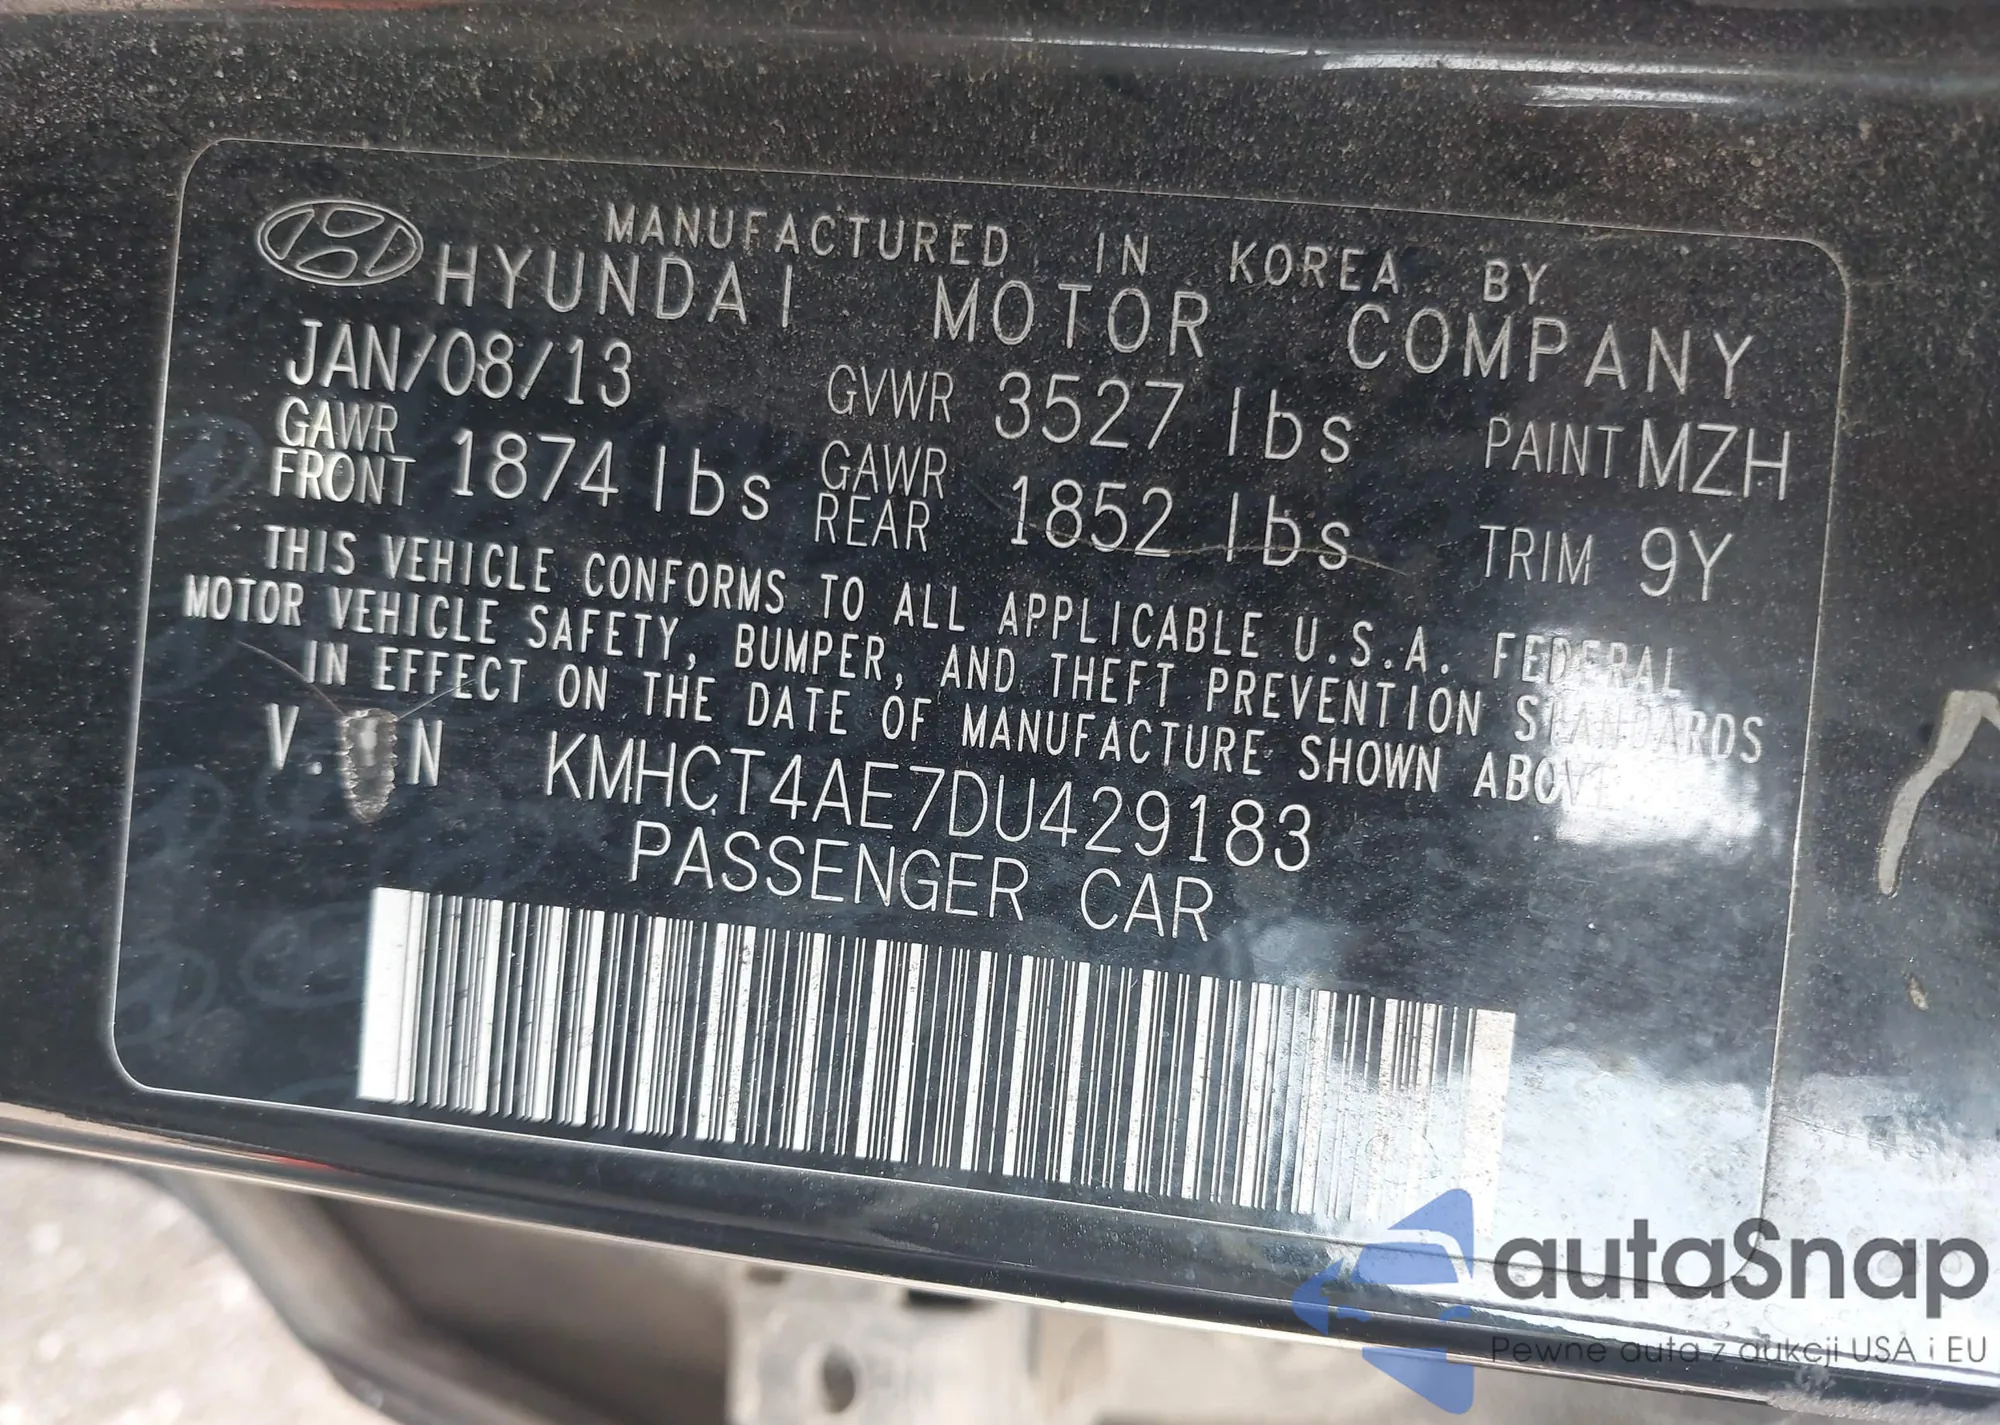 MANUFACTURED IN KOREA BY
HYUNDAI MOTOR COMPANY
JAN/08/13 GVWR 3527 lbs PAINT MZH
GAWR FRONT 1874 lbs GAWR REAR 1852 lbs TRIM 9Y
THIS VEHICLE CONFORMS TO ALL APPLICABLE U.S.A. FEDERAL
MOTOR VEHICLE SAFETY, BUMPER, AND THEFT PREVENTION STANDARDS
IN EFFECT ON THE DATE OF MANUFACTURE SHOWN ABOVE
V. N KMHCT4AE7DU429183
PASSENGER CAR
autaSnap
Pewne auta z aukcji USA i EU